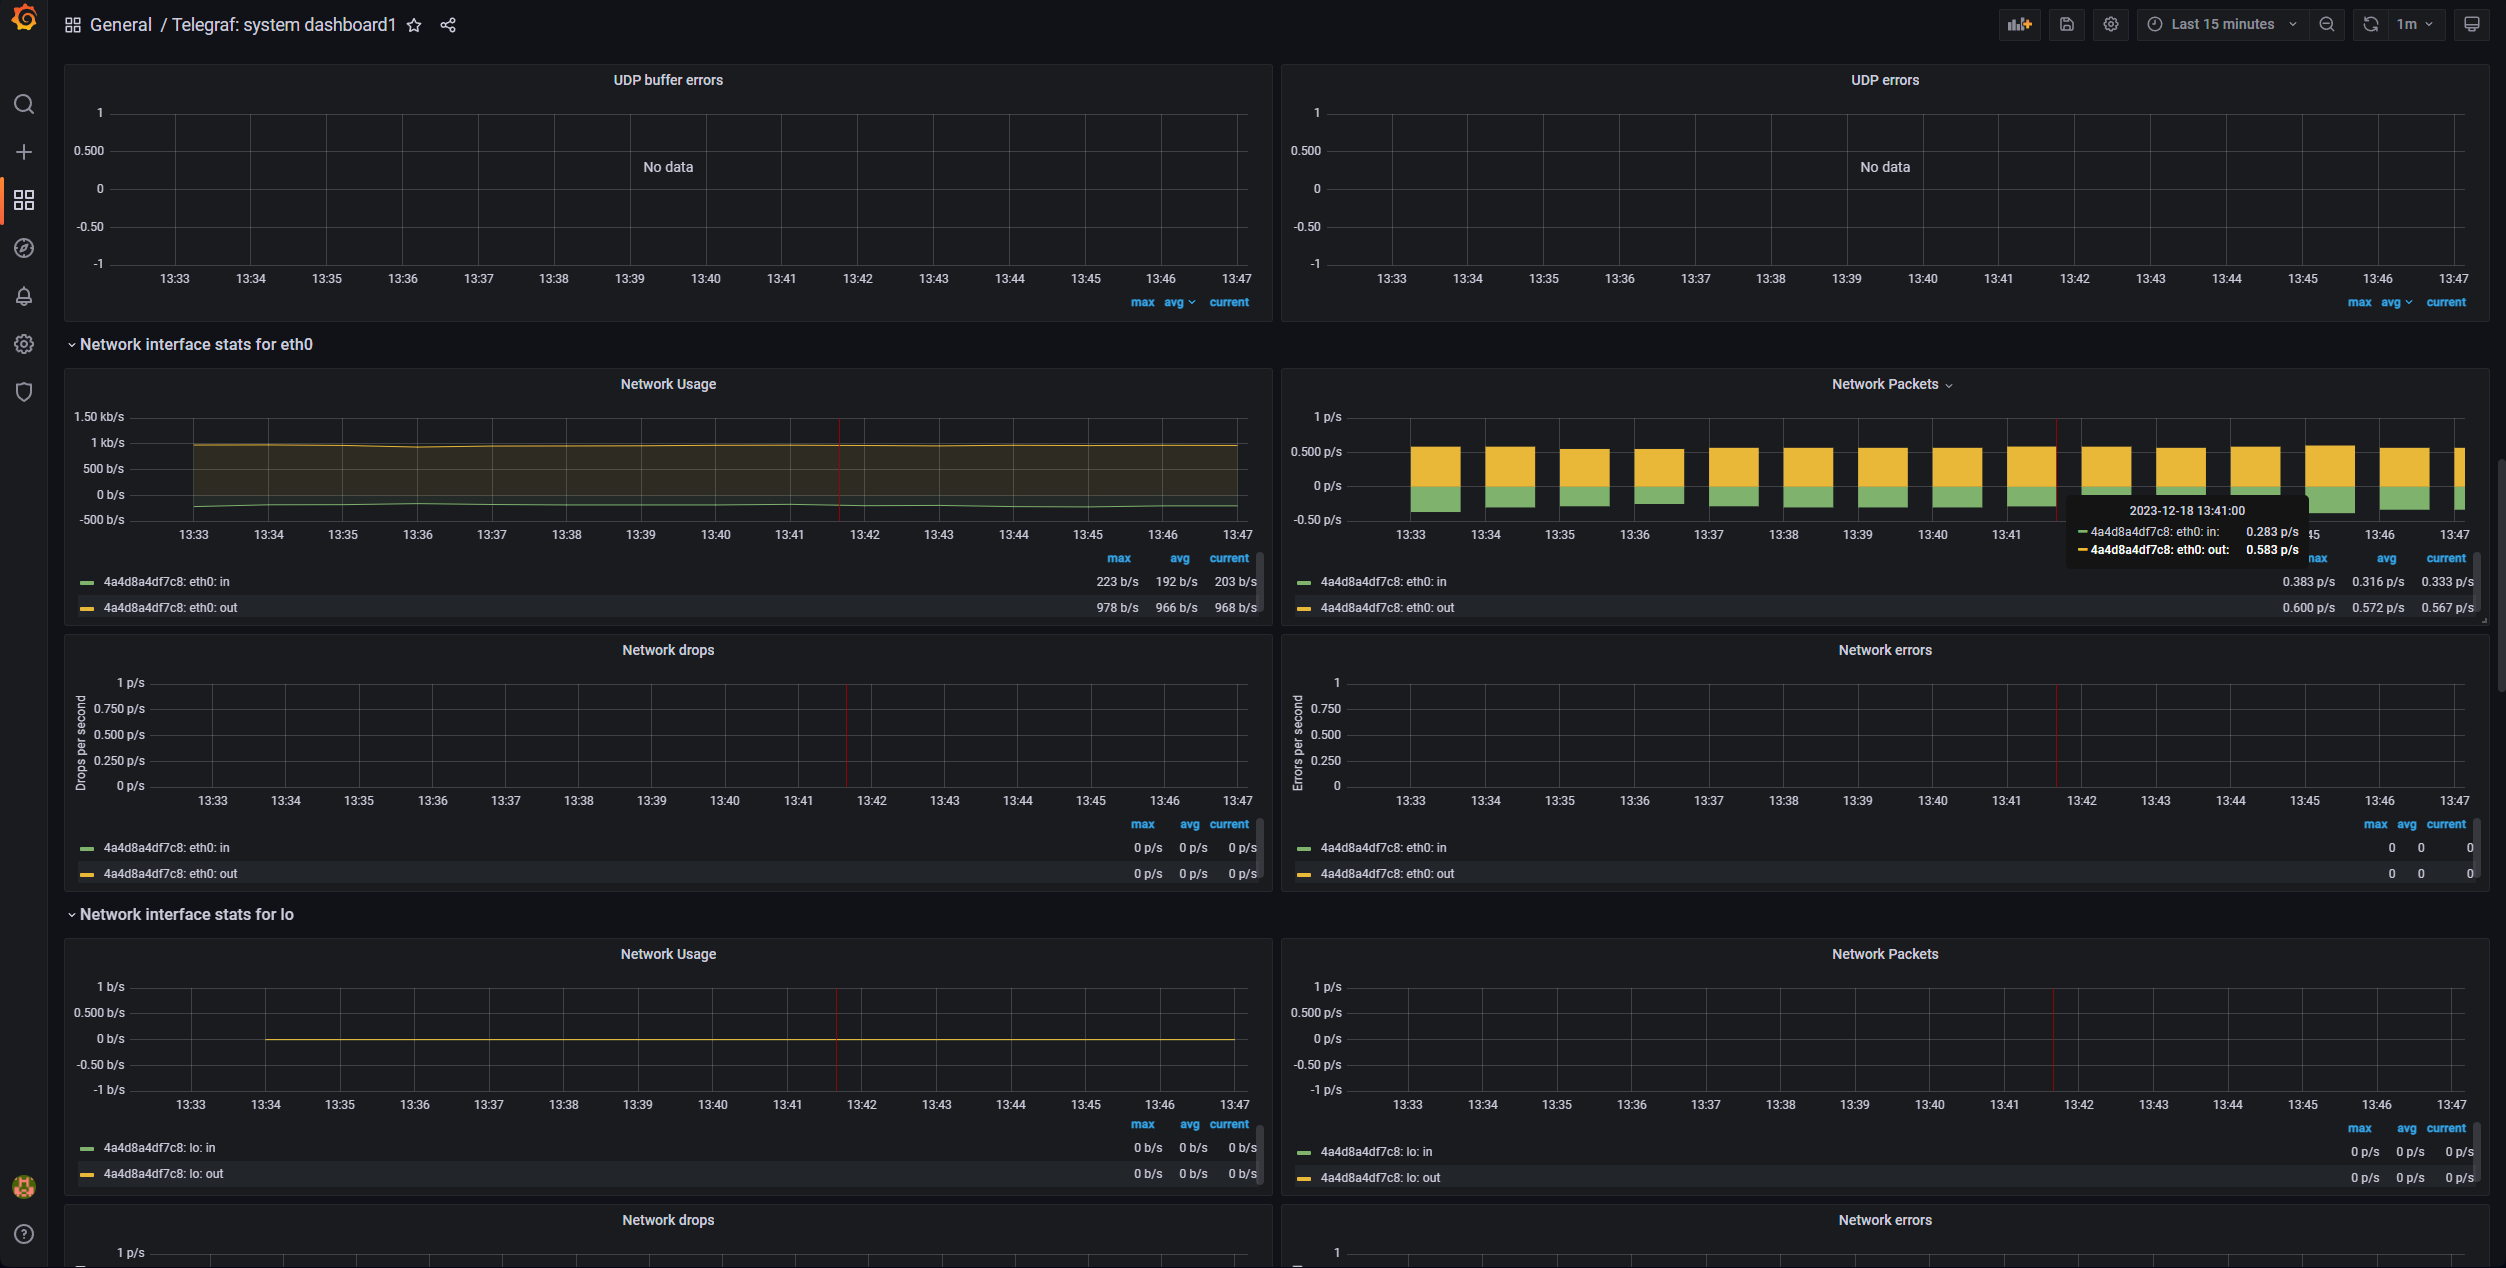 General / Telegraf: system dashboard1
Last 15 minutes
1m
UDP buffer errors
1
0.500
0
-0.50
-1
No data
13:33 13:34 13:35 13:36 13:37 13:38 13:39 13:40 13:41 13:42 13:43 13:44 13:45 13:46 13:47
max avg current
UDP errors
1
0.500
0
-0.50
-1
No data
13:33 13:34 13:35 13:36 13:37 13:38 13:39 13:40 13:41 13:42 13:43 13:44 13:45 13:46 13:47
max avg current
Network interface stats for eth0
Network Usage
1.50 kb/s
1 kb/s
500 b/s
0 b/s
-500 b/s
13:33 13:34 13:35 13:36 13:37 13:38 13:39 13:40 13:41 13:42 13:43 13:44 13:45 13:46 13:47
max avg current
4a4d8a4df7c8: eth0: in 223 b/s 192 b/s 203 b/s
4a4d8a4df7c8: eth0: out 978 b/s 966 b/s 968 b/s
Network Packets
1 p/s
0.500 p/s
0 p/s
-0.50 p/s
13:33 13:34 13:35 13:36 13:37 13:38 13:39 13:40 13:41 45 13:46 13:47
2023-12-18 13:41:00
4a4d8a4df7c8: eth0: in: 0.283 p/s
4a4d8a4df7c8: eth0: out: 0.583 p/s
max avg current
4a4d8a4df7c8: eth0: in 0.383 p/s 0.316 p/s 0.333 p/s
4a4d8a4df7c8: eth0: out 0.600 p/s 0.572 p/s 0.567 p/s
Network drops
Drops per second
1 p/s
0.750 p/s
0.500 p/s
0.250 p/s
0 p/s
13:33 13:34 13:35 13:36 13:37 13:38 13:39 13:40 13:41 13:42 13:43 13:44 13:45 13:46 13:47
max avg current
4a4d8a4df7c8: eth0: in 0 p/s 0 p/s 0 p/s
4a4d8a4df7c8: eth0: out 0 p/s 0 p/s 0 p/s
Network errors
Errors per second
1
0.750
0.500
0.250
0
13:33 13:34 13:35 13:36 13:37 13:38 13:39 13:40 13:41 13:42 13:43 13:44 13:45 13:46 13:47
max avg current
4a4d8a4df7c8: eth0: in 0 0 0
4a4d8a4df7c8: eth0: out 0 0 0
Network interface stats for lo
Network Usage
1 b/s
0.500 b/s
0 b/s
-0.50 b/s
-1 b/s
13:33 13:34 13:35 13:36 13:37 13:38 13:39 13:40 13:41 13:42 13:43 13:44 13:45 13:46 13:47
max avg current
4a4d8a4df7c8: lo: in 0 b/s 0 b/s 0 b/s
4a4d8a4df7c8: lo: out 0 b/s 0 b/s 0 b/s
Network Packets
1 p/s
0.500 p/s
0 p/s
-0.50 p/s
-1 p/s
13:33 13:34 13:35 13:36 13:37 13:38 13:39 13:40 13:41 13:42 13:43 13:44 13:45 13:46 13:47
max avg current
4a4d8a4df7c8: lo: in 0 p/s 0 p/s 0 p/s
4a4d8a4df7c8: lo: out 0 p/s 0 p/s 0 p/s
Network drops
1 p/s
Network errors
1